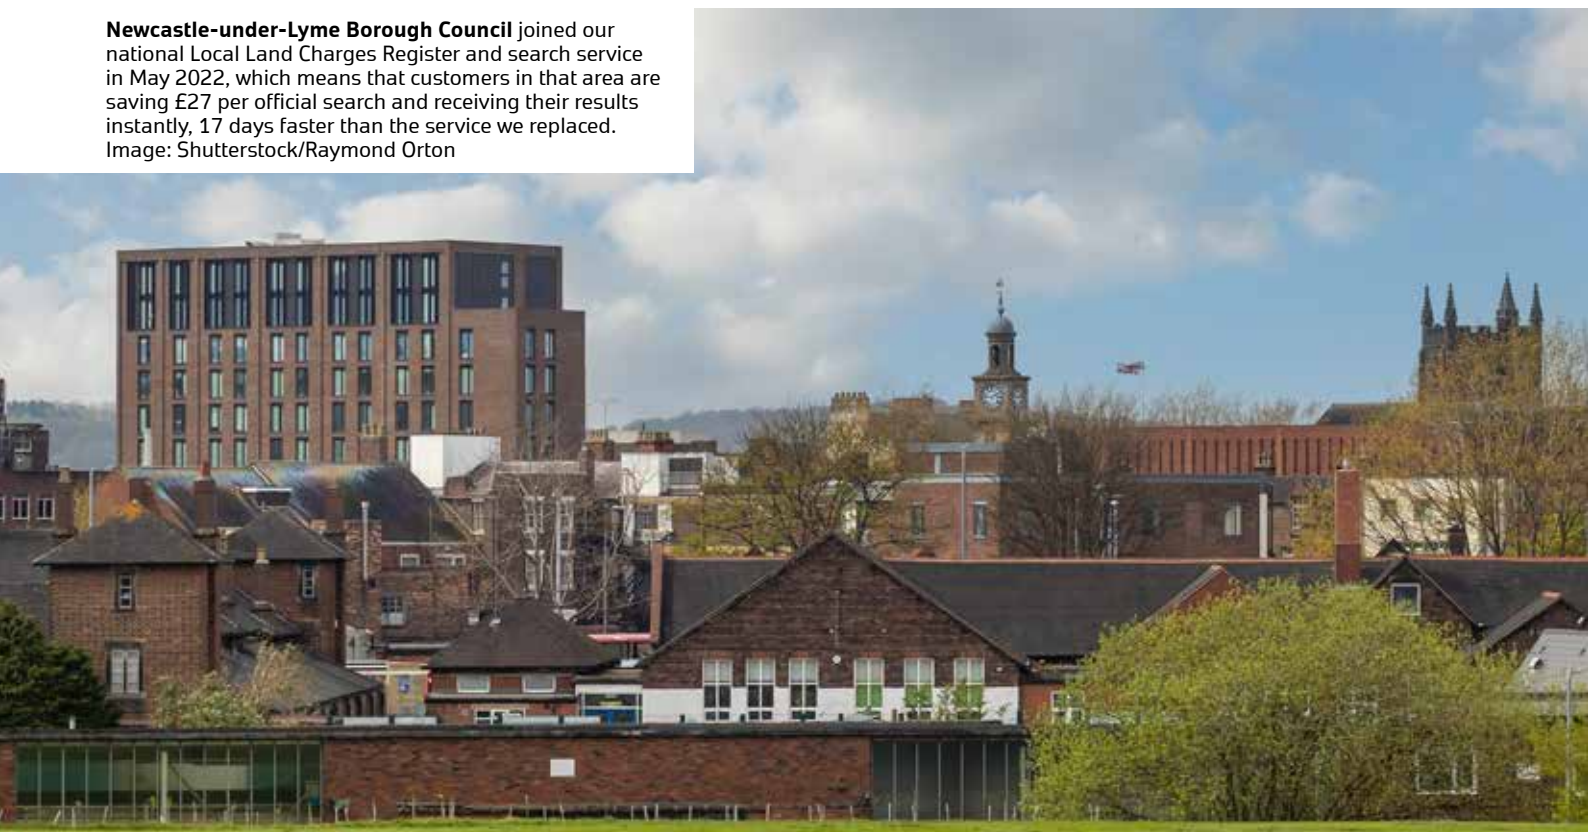 Newcastle-under-Lyme Borough Council joined our
national Local Land Charges Register and search service
in May 2022, which means that customers in that area are
saving £27 per official search and receiving their results
instantly, 17 days faster than the service we replaced.
Image: Shutterstock/Raymond Orton